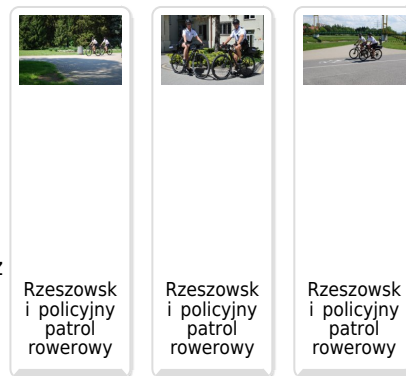 z
Rzeszowsk
i policyjny
patrol
rowerowy
Rzeszowsk
i policyjny
patrol
rowerowy
Rzeszowsk
i policyjny
patrol
rowerowy